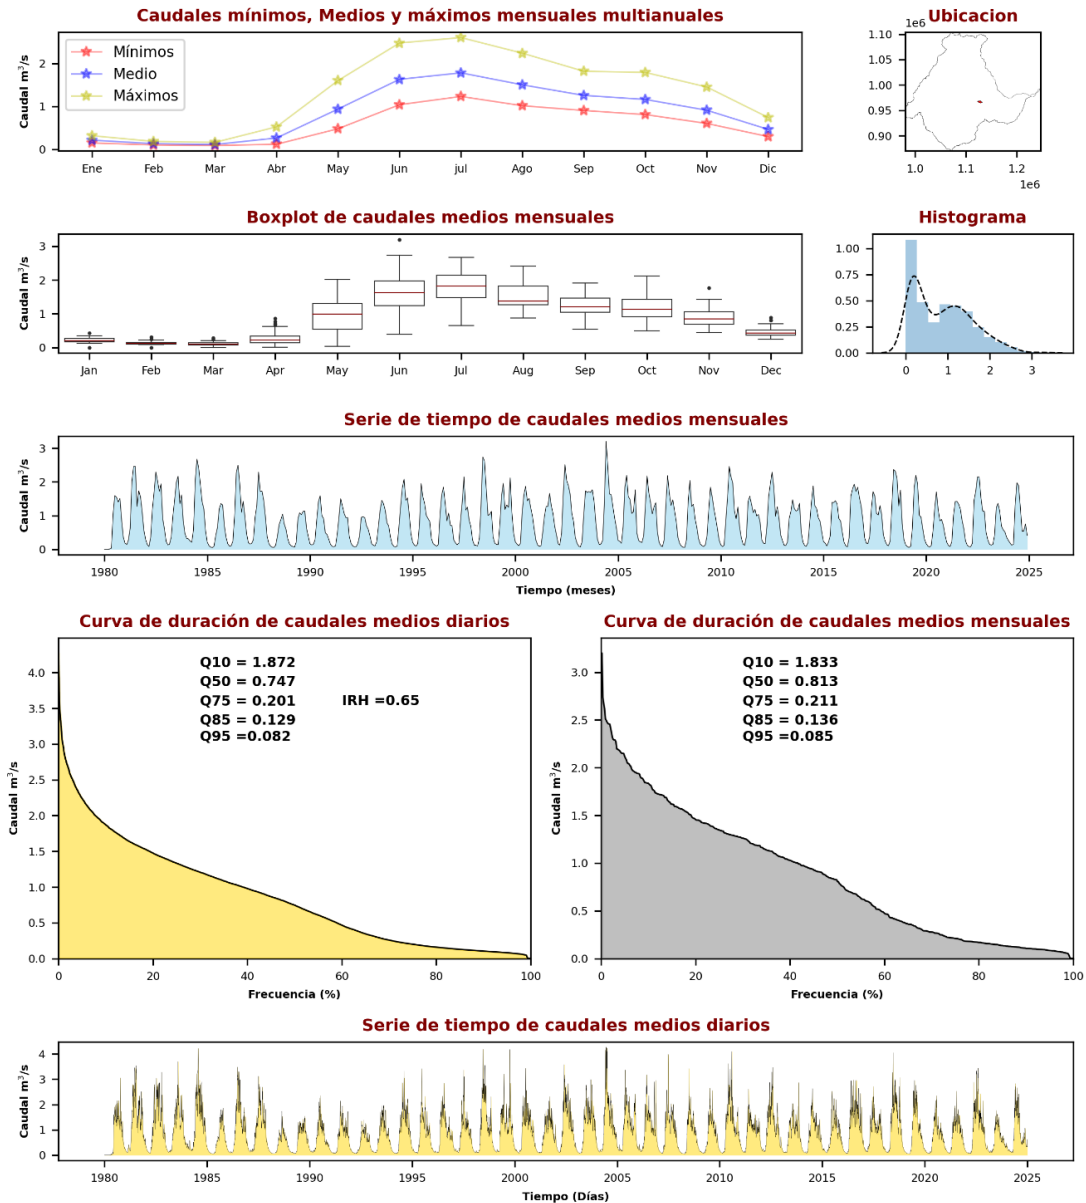 Caudales mínimos, Medios y máximos mensuales multianuales
Caudal m³/s
2
1
0
Mínimos
Medio
Máximos
Ene Feb Mar Abr May Jun jul Ago Sep Oct Nov Dic
Ubicacion
1e6
1.10
1.05
1.00
0.95
0.90
1.0 1.1 1.2
1e6
Boxplot de caudales medios mensuales
Caudal m³/s
3
2
1
0
Jan Feb Mar Apr May Jun Jul Aug Sep Oct Nov Dec
Histograma
1.00
0.75
0.50
0.25
0.00
0 1 2 3
Serie de tiempo de caudales medios mensuales
Caudal m³/s
3
2
1
0
1980 1985 1990 1995 2000 2005 2010 2015 2020 2025
Tiempo (meses)
Curva de duración de caudales medios diarios
Caudal m³/s
4.0
3.5
3.0
2.5
2.0
1.5
1.0
0.5
0.0
Q10 = 1.872
Q50 = 0.747
Q75 = 0.201
IRH =0.65
Q85 = 0.129
Q95 =0.082
0 20 40 60 80 100
Frecuencia (%)
Curva de duración de caudales medios mensuales
Caudal m³/s
3.0
2.5
2.0
1.5
1.0
0.5
0.0
Q10 = 1.833
Q50 = 0.813
Q75 = 0.211
Q85 = 0.136
Q95 =0.085
0 20 40 60 80 100
Frecuencia (%)
Serie de tiempo de caudales medios diarios
Caudal m³/s
4
3
2
1
0
1980 1985 1990 1995 2000 2005 2010 2015 2020 2025
Tiempo (Días)